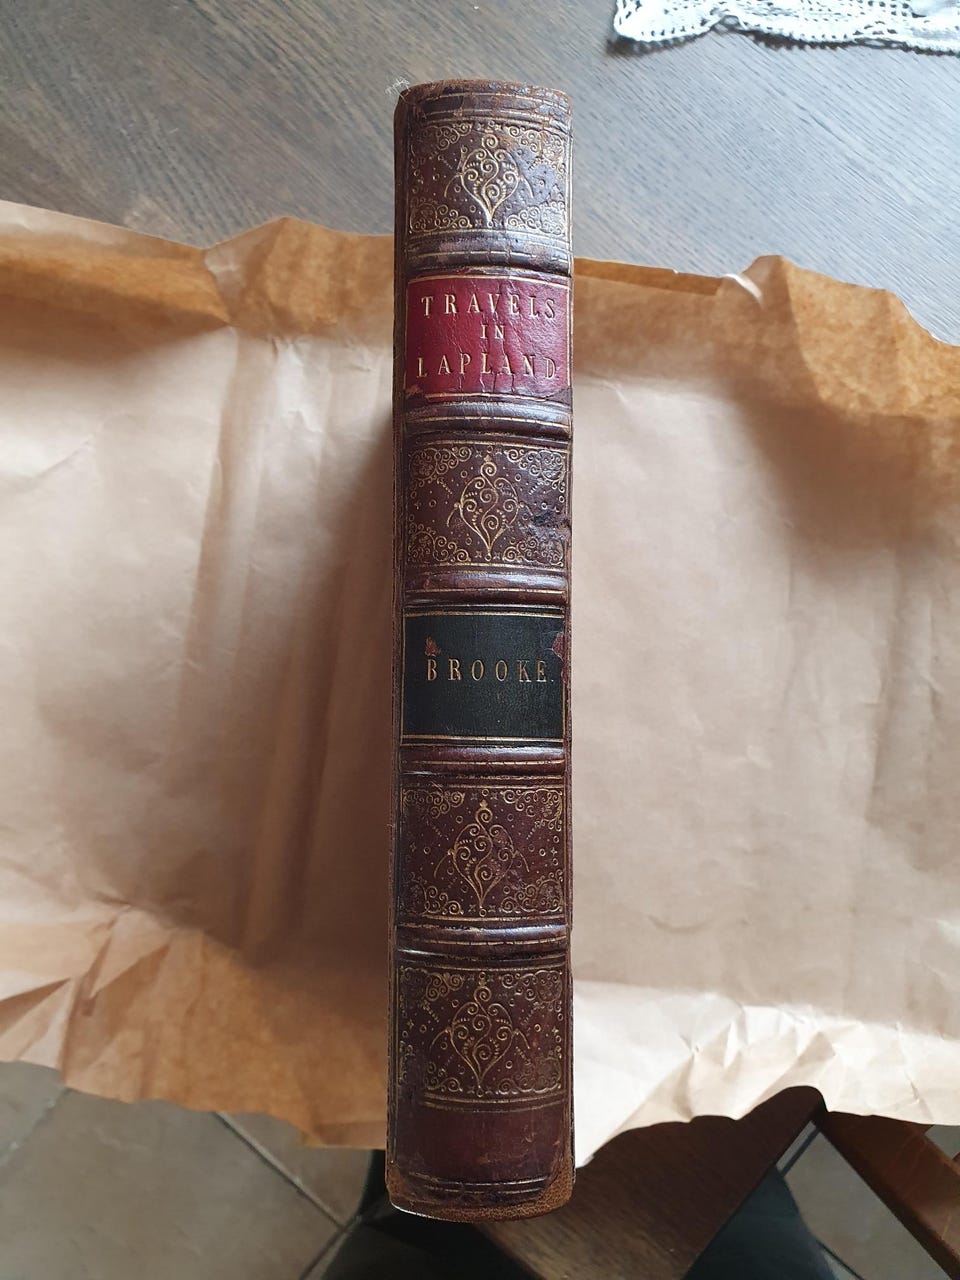 TRAVELS
IN
LAPLAND
BROOKE.